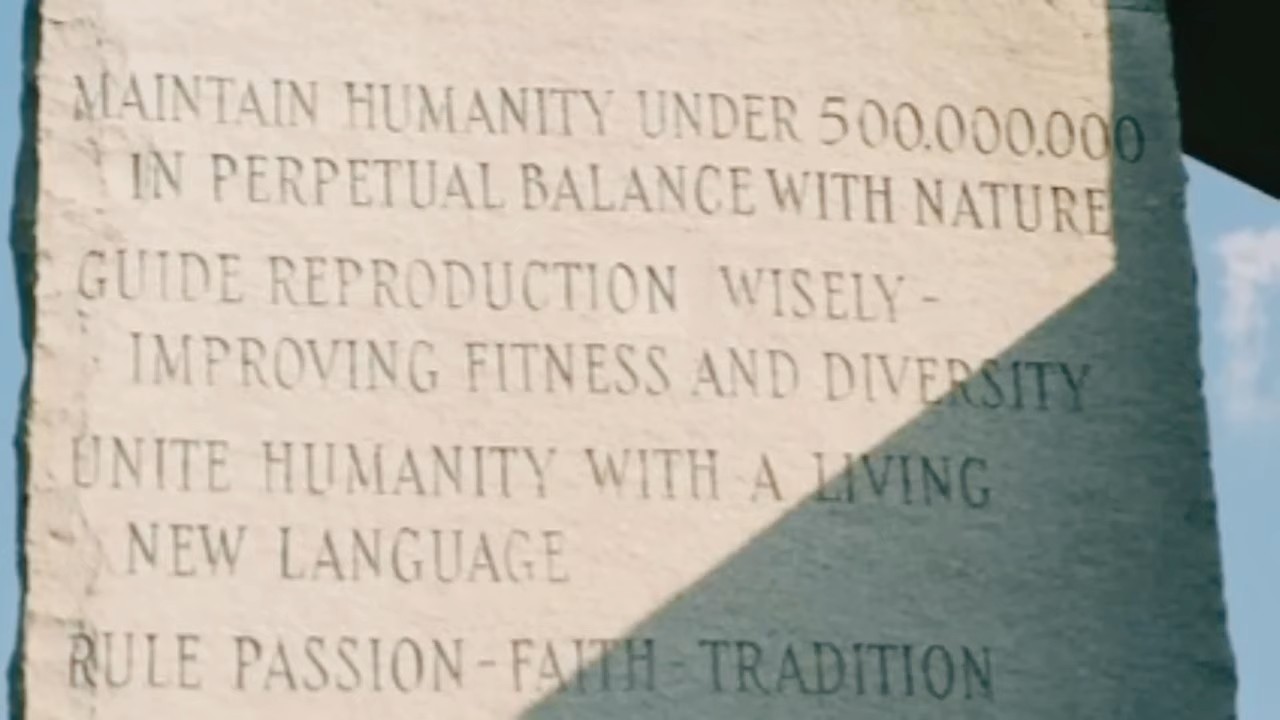 MAINTAIN HUMANITY UNDER 500.000.000
IN PERPETUAL BALANCE WITH NATURE
GUIDE REPRODUCTION WISELY -
IMPROVING FITNESS AND DIVERSITY
UNITE HUMANITY WITH A LIVING
NEW LANGUAGE
RULE PASSION - FAITH - TRADITION